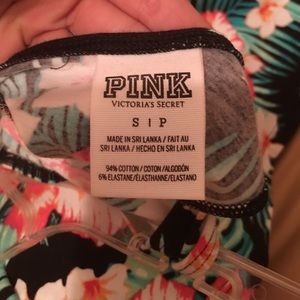 PINK
VICTORIA'S SECRET
S | P
MADE IN SRI LANKA / FAIT AU
SRI LANKA / HECHO EN SRI LANKA
94% COTTON / COTON / ALGODÓN
6% ELASTANE / ÉLASTHANNE / ELASTANO